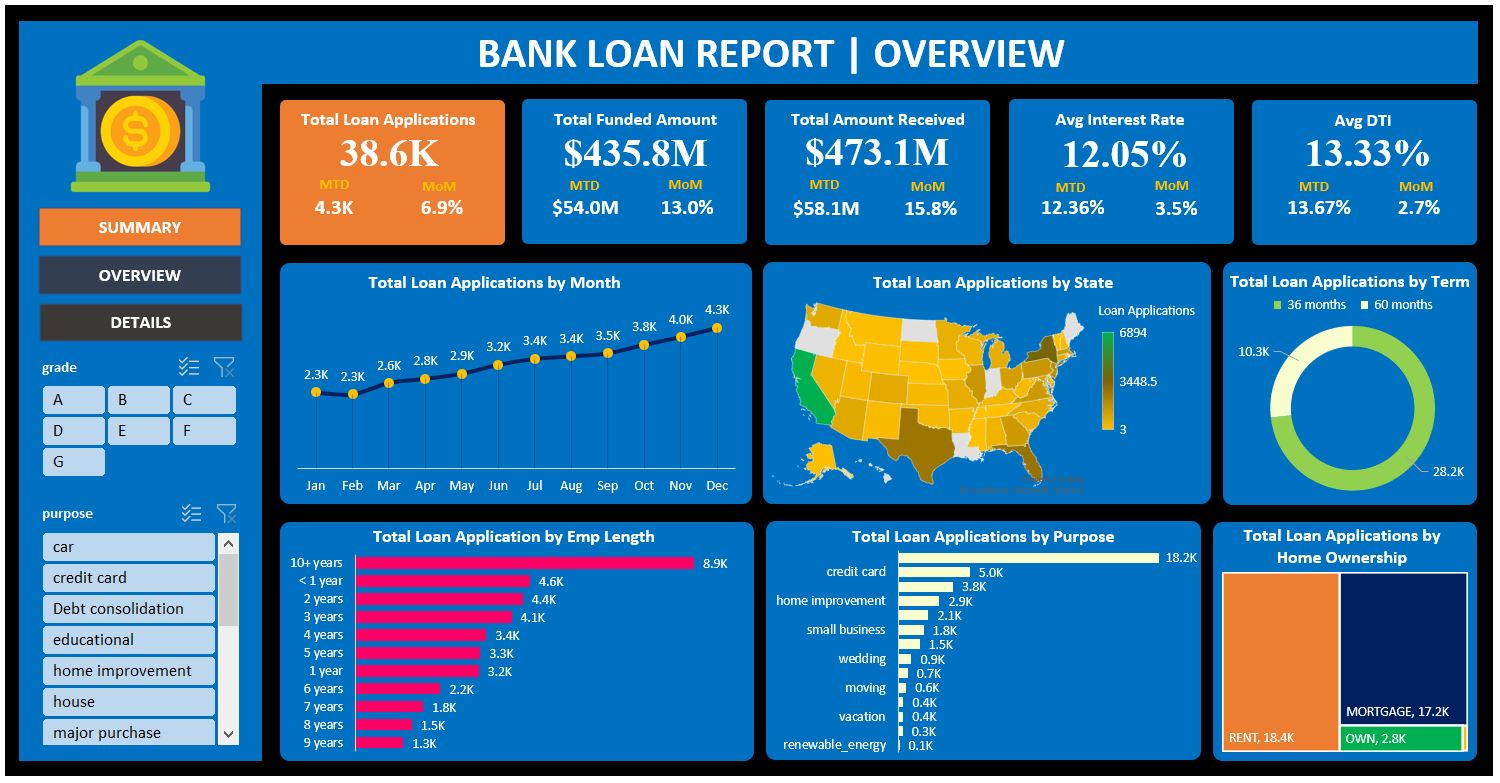 BANK LOAN REPORT | OVERVIEW
SUMMARY
OVERVIEW
DETAILS
grade
A
B
C
D
E
F
G
purpose
car
credit card
Debt consolidation
educational
home improvement
house
major purchase
Total Loan Applications
38.6K
MTD
MoM
4.3K
6.9%
Total Funded Amount
$435.8M
MTD
MoM
$54.0M
13.0%
Total Amount Received
$473.1M
MTD
MoM
$58.1M
15.8%
Avg Interest Rate
12.05%
MTD
MoM
12.36%
3.5%
Avg DTI
13.33%
MTD
MoM
13.67%
2.7%
Total Loan Applications by Month
2.3K
2.3K
2.6K
2.8K
2.9K
3.2K
3.4K
3.4K
3.5K
3.8K
4.0K
4.3K
Jan
Feb
Mar
Apr
May
Jun
Jul
Aug
Sep
Oct
Nov
Dec
Total Loan Applications by State
Loan Applications
6894
3448.5
3
Total Loan Applications by Term
36 months
60 months
10.3K
28.2K
Total Loan Application by Emp Length
10+ years
8.9K
< 1 year
4.6K
2 years
4.4K
3 years
4.1K
4 years
3.4K
5 years
3.3K
1 year
3.2K
6 years
2.2K
7 years
1.8K
8 years
1.5K
9 years
1.3K
Total Loan Applications by Purpose
18.2K
credit card
5.0K
3.8K
home improvement
2.9K
2.1K
small business
1.8K
1.5K
wedding
0.9K
0.7K
moving
0.6K
0.4K
vacation
0.4K
0.3K
renewable_energy
0.1K
Total Loan Applications by
Home Ownership
RENT, 18.4K
MORTGAGE, 17.2K
OWN, 2.8K